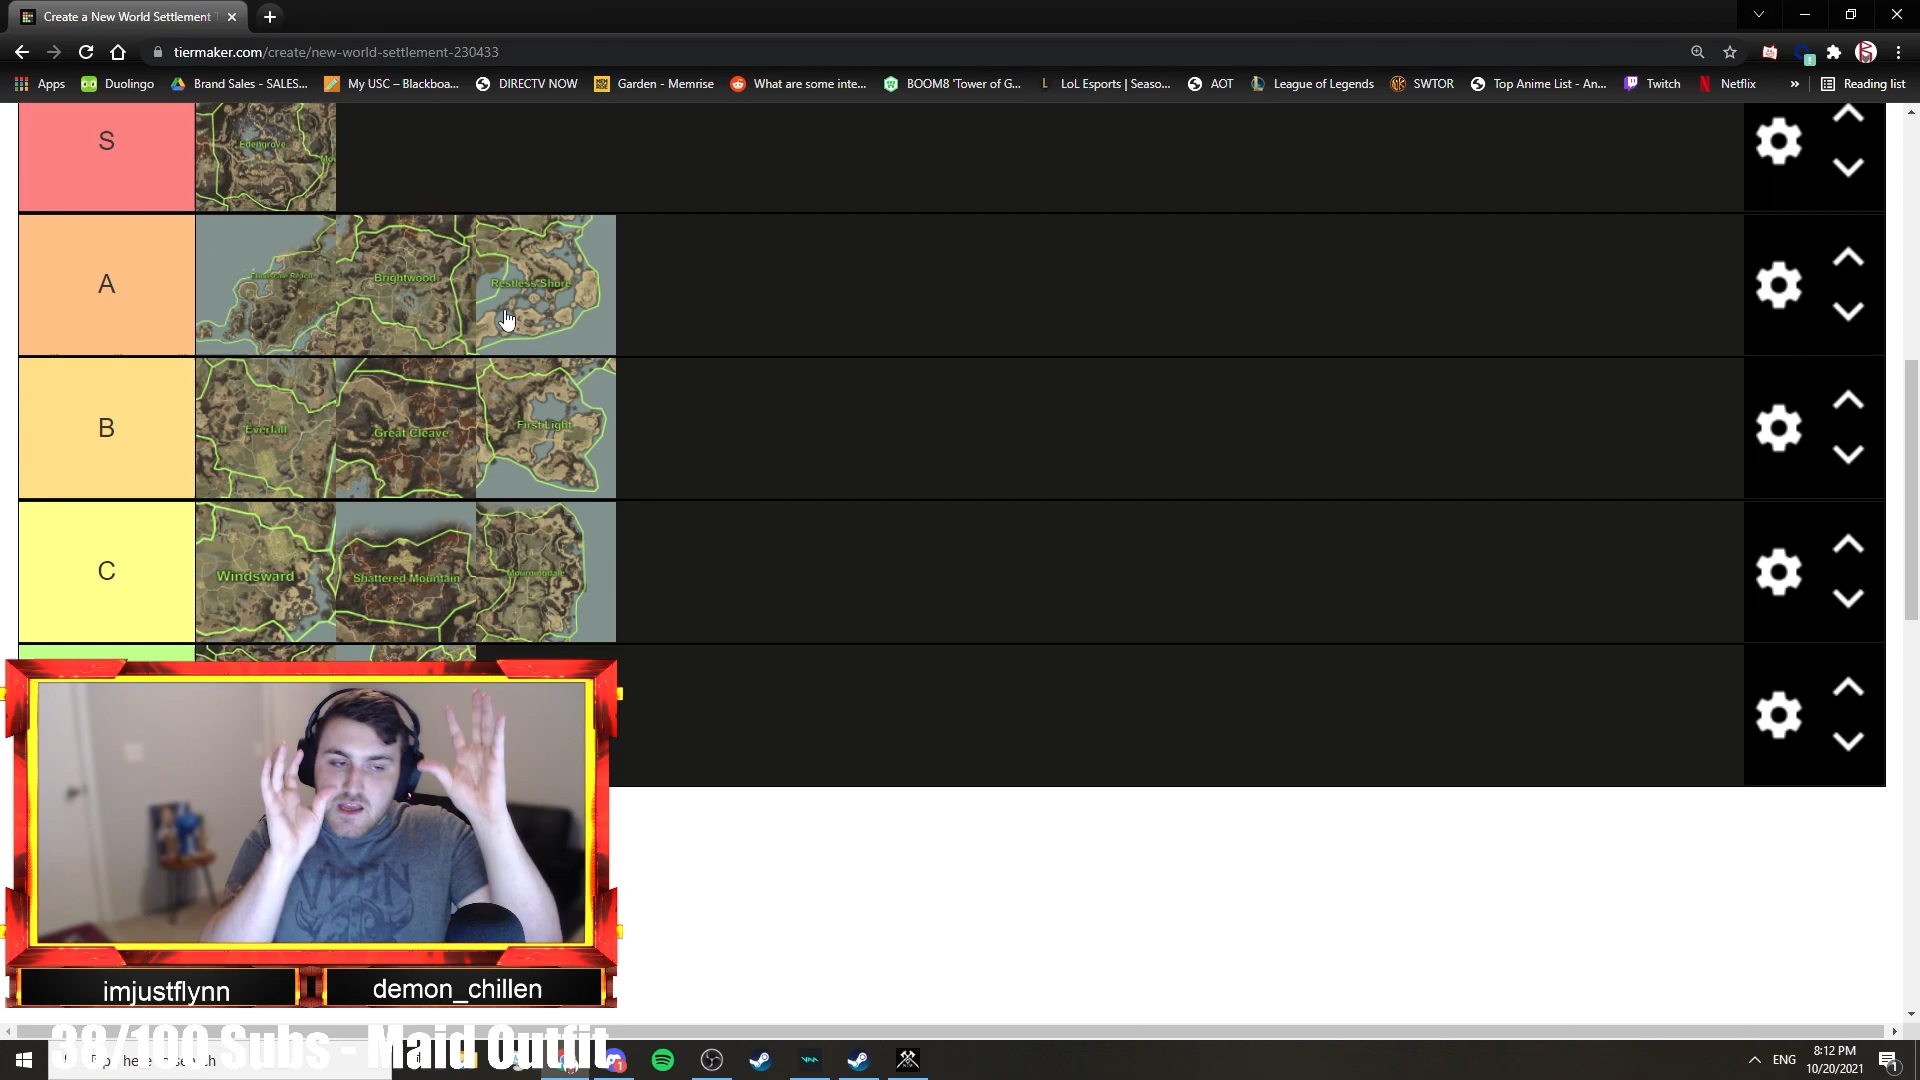 Create a New World Settlement T
tiermaker.com/create/new-world-settlement-230433
Apps Duolingo Brand Sales - SALES... My USC – Blackboa... DIRECTV NOW Garden - Memrise What are some inte... BOOM8 'Tower of G... LoL Esports | Seaso... AOT League of Legends SWTOR Top Anime List - An... Twitch Netflix » Reading list
S
Edengrove
A
Brightwood Restless Shore
B
Everfall Great Cleave First Light
C
Windsward Shattered Mountain Mourningdale
imjustflynn demon_chillen
38/100 Subs - Maid Outfit
ENG
8:12 PM
10/20/2021